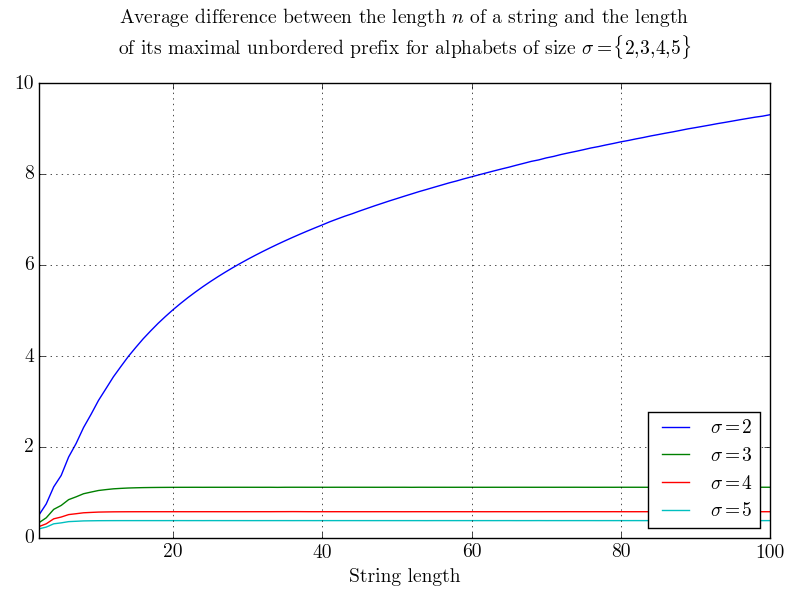 Average difference between the length n of a string and the length
of its maximal unbordered prefix for alphabets of size σ={2,3,4,5}
10
8
6
4
2
0
20
40
60
80
100
String length
σ=2
σ=3
σ=4
σ=5